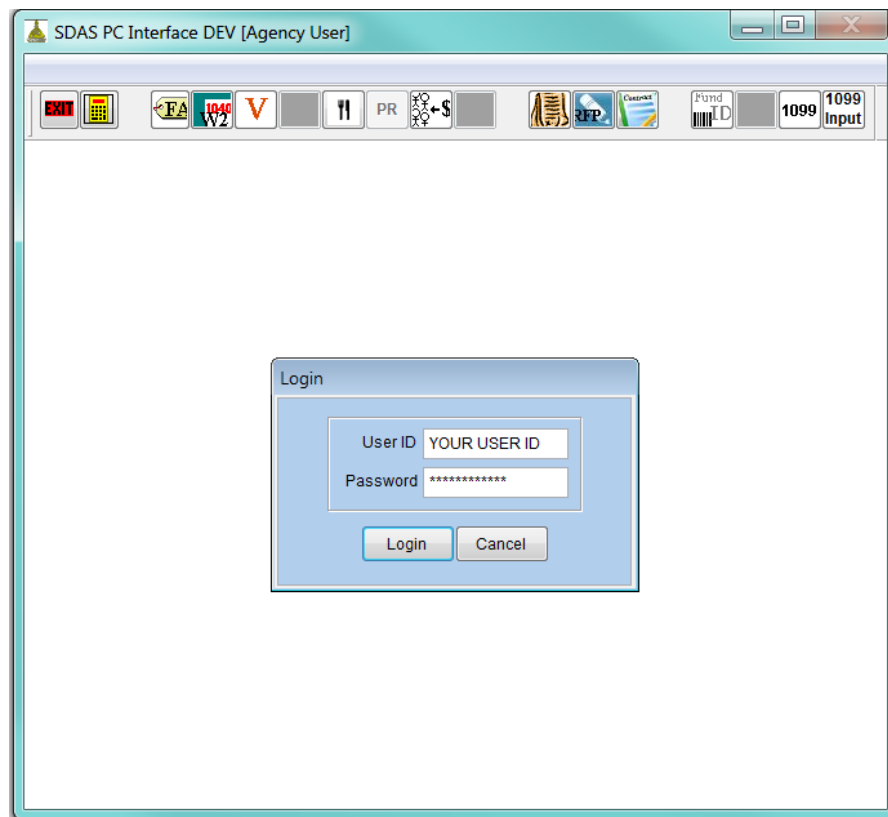 SDAS PC Interface DEV [Agency User]
EXIT
FA
1040
W2
V
PR
$
RFP
Contract
Fund
ID
1099
1099
Input
Login
User ID YOUR USER ID
Password ************
Login Cancel